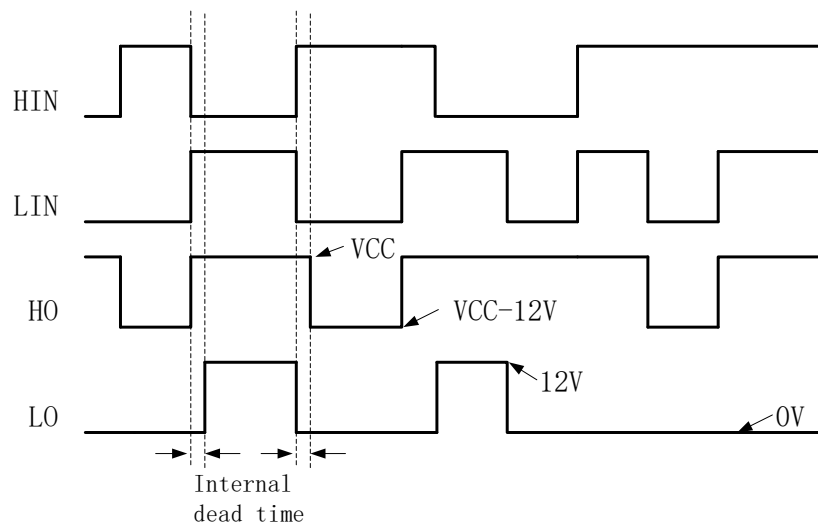 HIN
LIN
VCC
HO
VCC-12V
12V
LO
0V
Internal
dead time